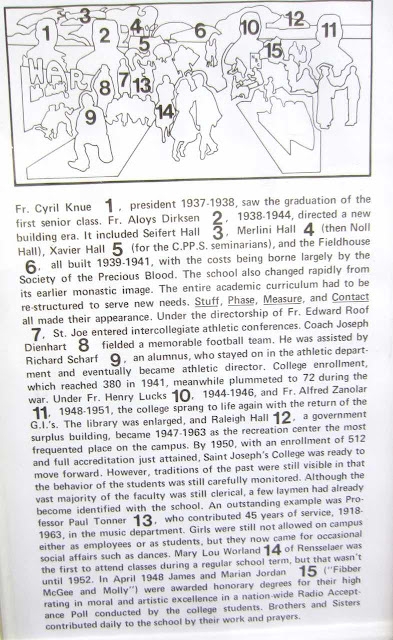 3
1
2
4
5
6
10
12
11
15
WAR
7
8
13
9
14
Fr. Cyril Knue 1 , president 1937-1938, saw the graduation of the
first senior class. Fr. Aloys Dirksen 2 , 1938-1944, directed a new
building era. It included Seifert Hall 3 , Merlini Hall 4 (then Noll
Hall), Xavier Hall 5 (for the C.PP.S. seminarians), and the Fieldhouse
6 , all built 1939-1941, with the costs being borne largely by the
Society of the Precious Blood. The school also changed rapidly from
its earlier monastic image. The entire academic curriculum had to be
re-structured to serve new needs. Stuff, Phase, Measure, and Contact
all made their appearance. Under the directorship of Fr. Edward Roof
7 , St. Joe entered intercollegiate athletic conferences. Coach Joseph
Dienhart 8 fielded a memorable football team. He was assisted by
Richard Scharf 9 , an alumnus, who stayed on in the athletic depart-
ment and eventually became athletic director. College enrollment,
which reached 380 in 1941, meanwhile plummeted to 72 during the
war. Under Fr. Henry Lucks 10 , 1944-1946, and Fr. Alfred Zanolar
11 , 1948-1951, the college sprang to life again with the return of the
G.I.'s. The library was enlarged, and Raleigh Hall 12 , a government
surplus building, became 1947-1963 as the recreation center the most
frequented place on the campus. By 1950, with an enrollment of 512
and full accreditation just attained, Saint Joseph's College was ready to
move forward. However, traditions of the past were still visible in that
the behavior of the students was still carefully monitored. Although the
vast majority of the faculty was still clerical, a few laymen had already
become identified with the school. An outstanding example was Pro-
fessor Paul Tonner 13 , who contributed 45 years of service, 1918-
1963, in the music department. Girls were still not allowed on campus
either as employees or as students, but they now came for occasional
social affairs such as dances. Mary Lou Worland 14 of Rensselaer was
the first to attend classes during a regular school term, but that wasn't
until 1952. In April 1948 James and Marian Jordan 15 ("Fibber
McGee and Molly") were awarded honorary degrees for their high
rating in moral and artistic excellence in a nation-wide Radio Accept-
ance Poll conducted by the college students. Brothers and Sisters
contributed daily to the school by their work and prayers.